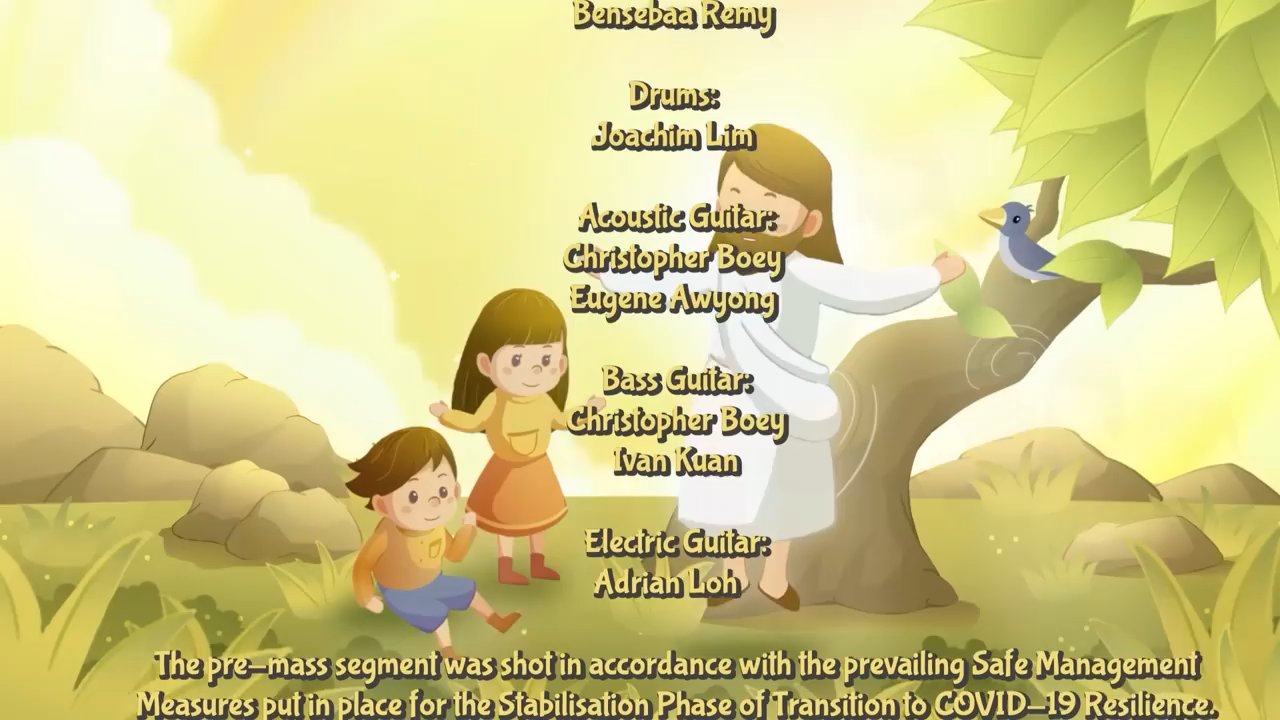 Bensebaa Remy
Drums:
Joachim Lim
Acoustic Guitar:
Christopher Boey
Eugene Awyong
Bass Guitar:
Christopher Boey
Ivan Kuan
Electric Guitar:
Adrian Loh
The pre-mass segment was shot in accordance with the prevailing Safe Management
Measures put in place for the Stabilisation Phase of Transition to COVID-19 Resilience.